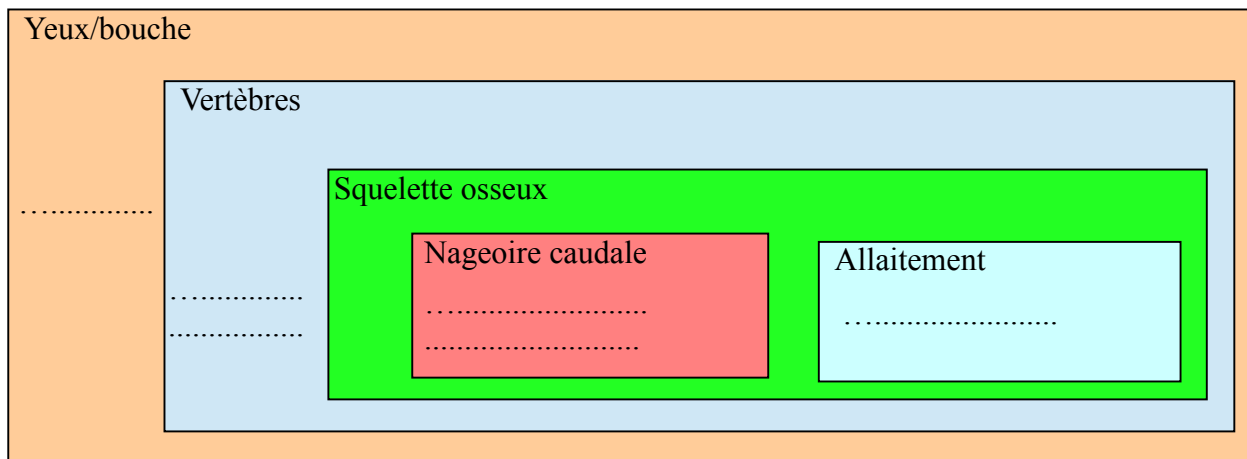 Yeux/bouche
Vertèbres
Squelette osseux
Nageoire caudale
Allaitement
….............
….............
.................
…........................
...........................
….......................